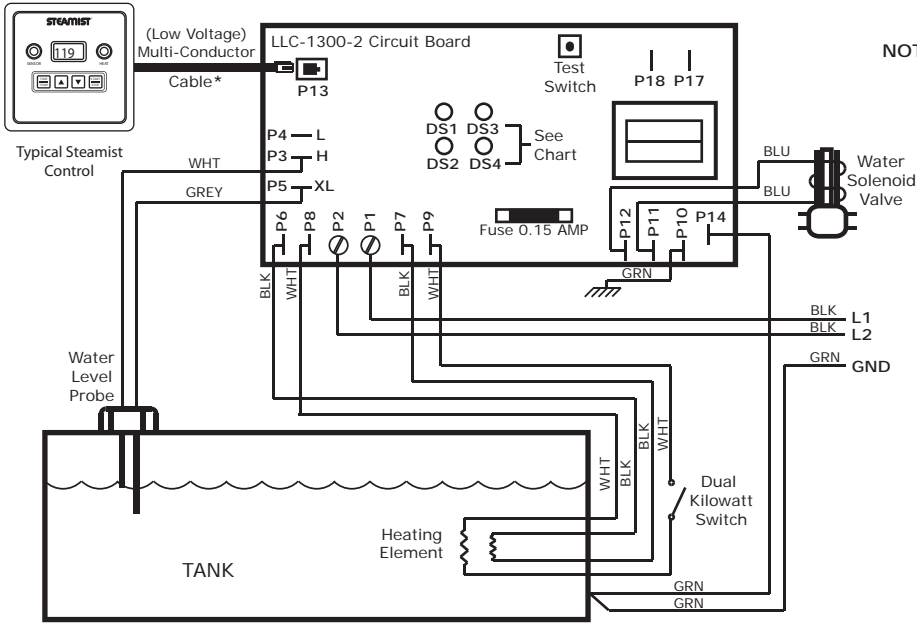 STEAMIST
SENSOR
119
HEAT
Typical Steamist
Control
(Low Voltage)
Multi-Conductor
Cable*
LLC-1300-2 Circuit Board
P13
Test
Switch
P18 P17
NOT
DS1 DS3
DS2 DS4
See
Chart
P4 L
P3 H
P5 XL
WHT
GREY
P6
P8
P2
P1
P7
P9
Fuse 0.15 AMP
P12
P11
P10
P14
BLU
BLU
Water
Solenoid
Valve
GRN
BLK
WHT
BLK
WHT
BLK L1
BLK L2
GRN GND
Water
Level
Probe
WHT
BLK
BLK
WHT
Dual
Kilowatt
Switch
Heating
Element
TANK
GRN
GRN